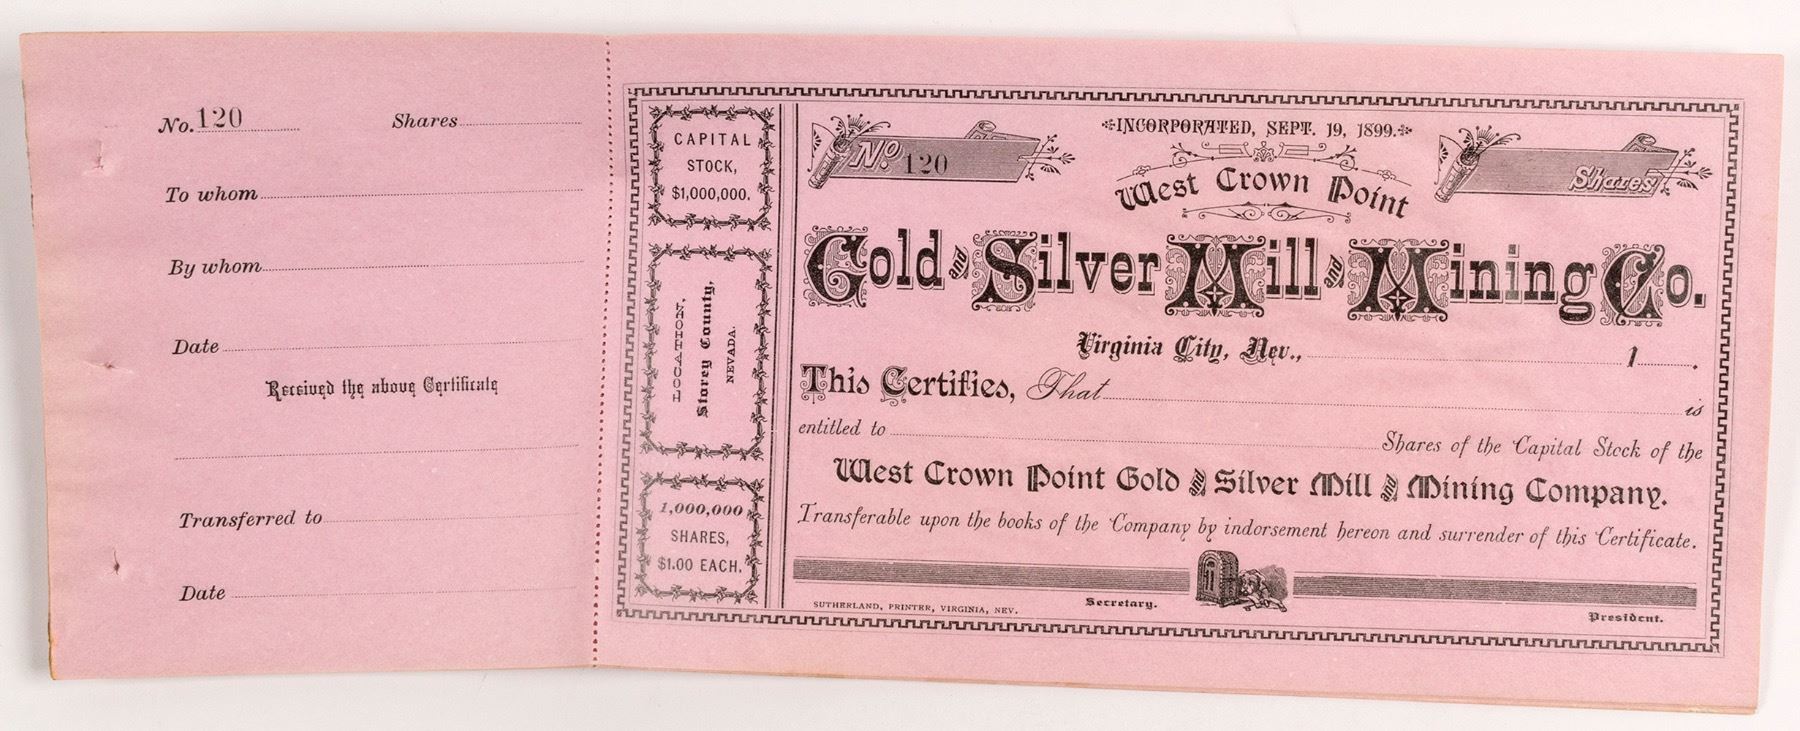 No. 120 Shares
To whom
By whom
Date
Received the above Certificate
Transferred to
Date
CAPITAL
STOCK,
$1,000,000.
LOCATION,
Storey County,
NEVADA.
1,000,000
SHARES,
$1.00 EACH.
No. 120
INCORPORATED, SEPT. 19, 1899.
Shares
West Crown Point
Gold and Silver Mill and Mining Co.
Virginia City, Nev., 1 .
This Certifies, That is
entitled to Shares of the Capital Stock of the
West Crown Point Gold and Silver Mill and Mining Company.
Transferable upon the books of the Company by indorsement hereon and surrender of this Certificate.
SUTHERLAND, PRINTER, VIRGINIA, NEV.
Secretary.
President.